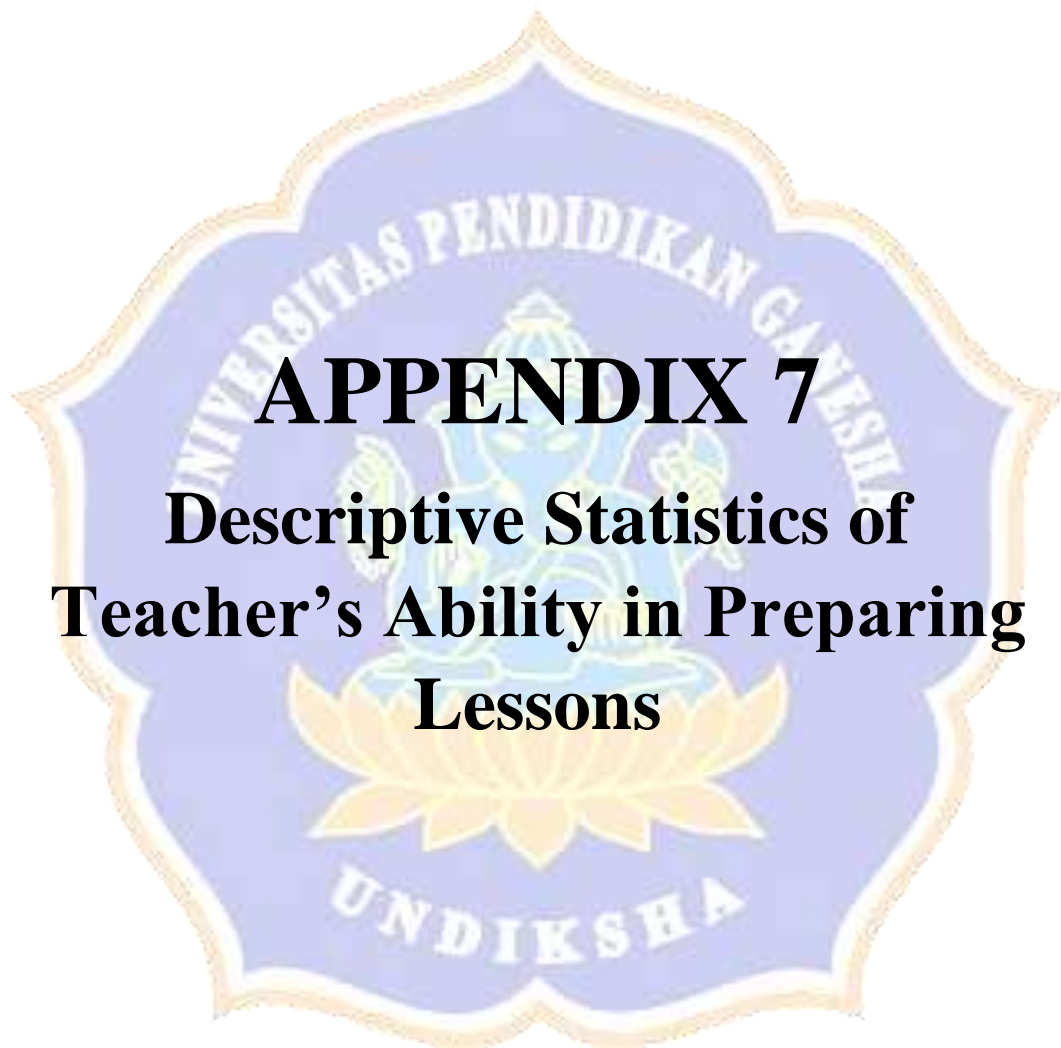 UNIVERSITAS PENDIDIKAN GANESHA
APPENDIX 7
Descriptive Statistics of
Teacher’s Ability in Preparing
Lessons
UNDIKSHA